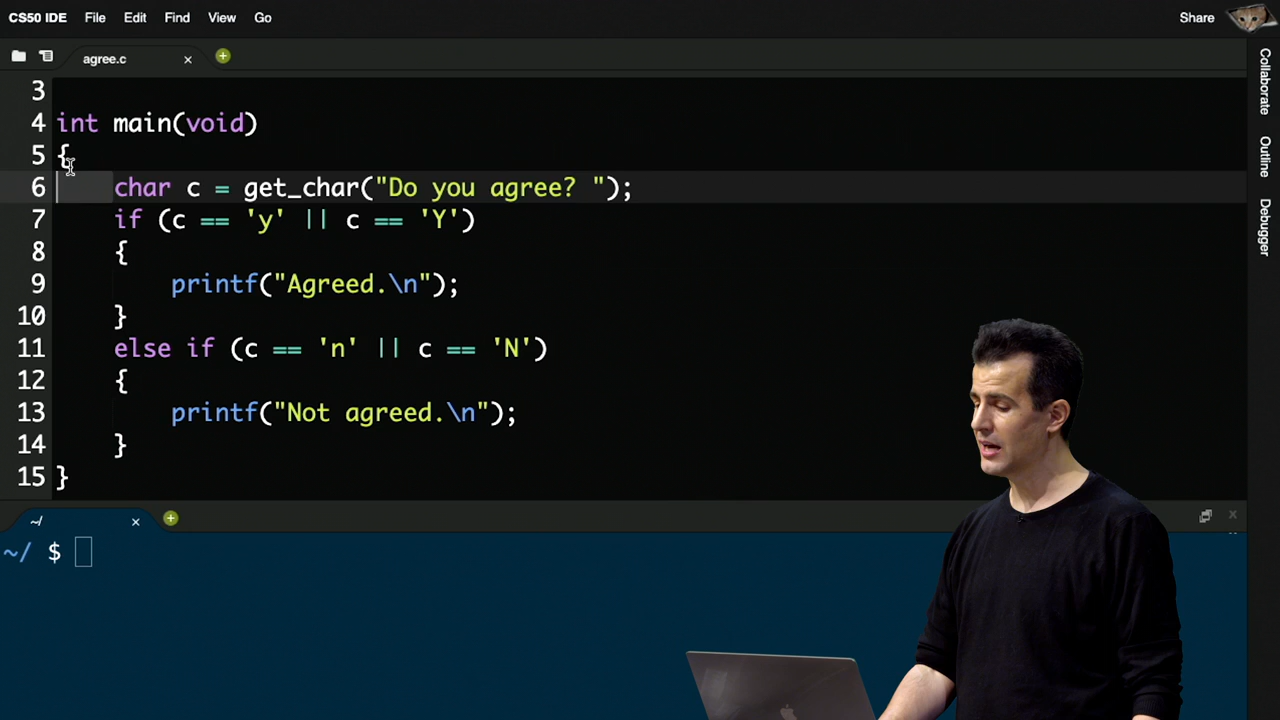 CS50 IDE File Edit Find View Go Share
agree.c
3
4 int main(void)
5 {
6 char c = get_char("Do you agree? ");
7 if (c == 'y' || c == 'Y')
8 {
9 printf("Agreed.\n");
10 }
11 else if (c == 'n' || c == 'N')
12 {
13 printf("Not agreed.\n");
14 }
15 }
~/
~/ $
Collaborate
Outline
Debugger